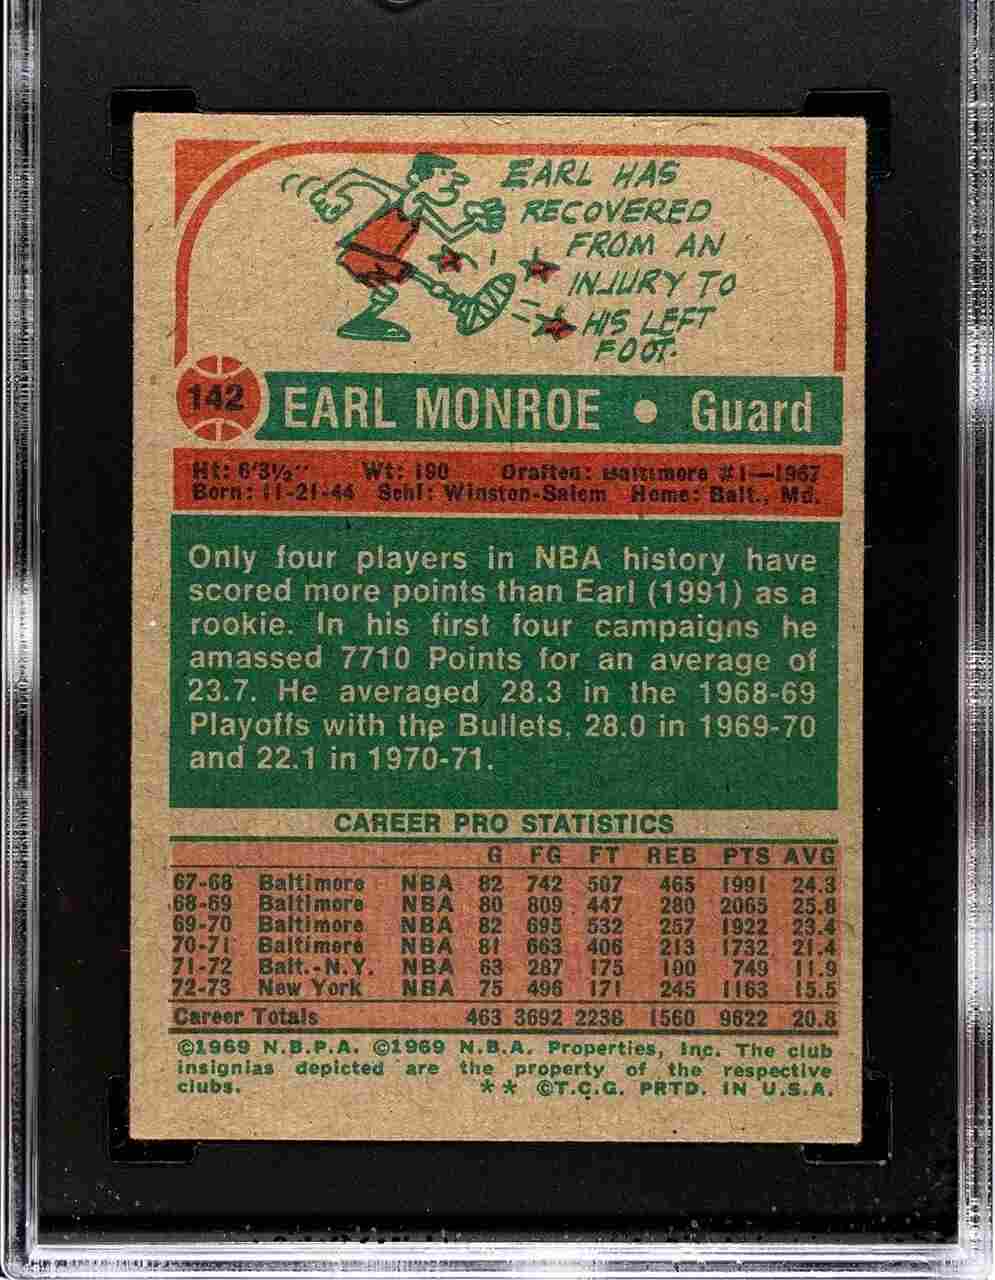 EARL HAS
RECOVERED
FROM AN
INJURY TO
HIS LEFT
FOOT.
142
EARL MONROE • Guard
Ht: 6'3½" Wt: 190 Drafted: Baltimore #1—1967
Born: 11-21-44 Schl: Winston-Salem Home: Balt., Md.
Only four players in NBA history have
scored more points than Earl (1991) as a
rookie. In his first four campaigns he
amassed 7710 Points for an average of
23.7. He averaged 28.3 in the 1968-69
Playoffs with the Bullets, 28.0 in 1969-70
and 22.1 in 1970-71.
CAREER PRO STATISTICS
G FG FT REB PTS AVG
67-68 Baltimore NBA 82 742 507 465 1991 24.3
68-69 Baltimore NBA 80 809 447 280 2065 25.8
69-70 Baltimore NBA 82 695 532 257 1922 23.4
70-71 Baltimore NBA 81 663 406 213 1732 21.4
71-72 Balt.-N.Y. NBA 63 287 175 100 749 11.9
72-73 New York NBA 75 496 171 245 1163 15.5
Career Totals 463 3692 2238 1560 9622 20.8
©1969 N.B.P.A. ©1969 N.B.A. Properties, Inc. The club
insignias depicted are the property of the respective
clubs. ** ©T.C.G. PRTD. IN U.S.A.